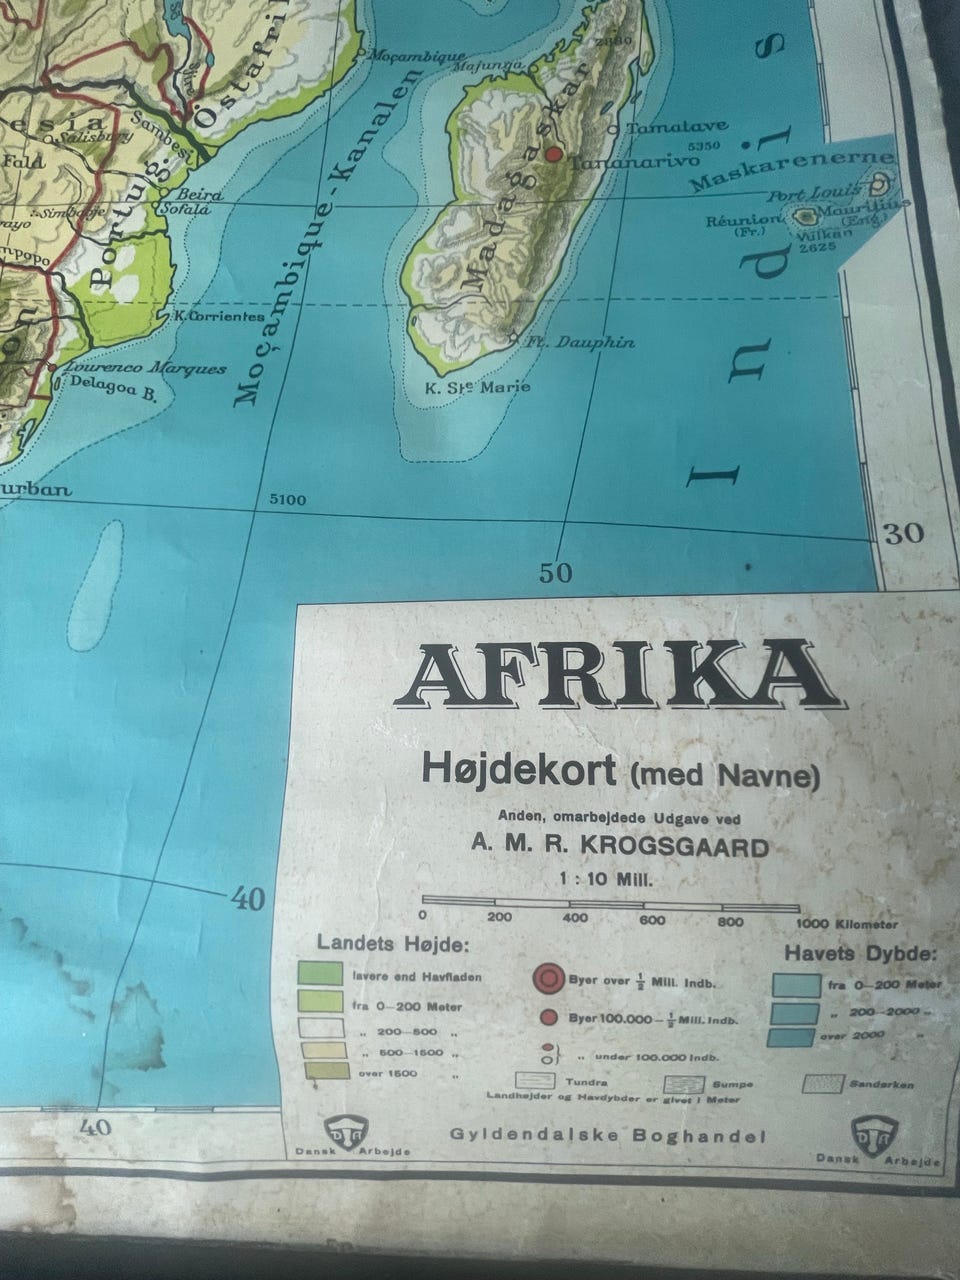 Østafrik
Moçambique
Majunga
2880
Salisbury
Sambesi
Fald
Tamatave
5350
Tananarivo
Maskarenerne
Port Louis
Beira
Sofala
Mauritius
(Eng.)
Réunion
(Fr.)
Vulkan
2625
Portug.
Madagaskar
Moçambique-Kanalen
Indis
K. Corrientes
Ft. Dauphin
Lourenco Marques
Delagoa B.
K. Ste Marie
urban
5100
30
50
40
40
AFRIKA
Højdekort (med Navne)
Anden, omarbejdede Udgave ved
A. M. R. KROGSGAARD
1 : 10 Mill.
0 200 400 600 800 1000 Kilometer
Landets Højde:
lavere end Havfladen
fra 0—200 Meter
„ 200—500 „
„ 500—1500 „
over 1500 „
Byer over ½ Mill. Indb.
Byer 100.000—½ Mill. Indb.
„ under 100.000 Indb.
Havets Dybde:
fra 0—200 Meter
„ 200—2000 „
over 2000 „
Tundra Sumpe Sandørken
Landhøjder og Havdybder er givet i Meter
Gyldendalske Boghandel
DA
Dansk Arbejde
DA
Dansk Arbejde